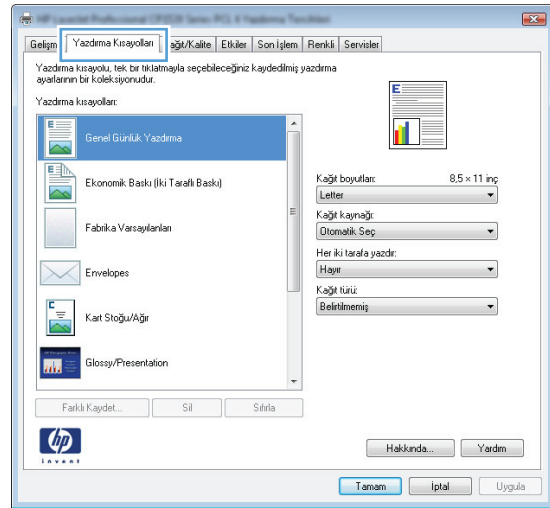 Gelişm
Yazdırma Kısayolları
ağıt/Kalite
Etkiler
Son İşlem
Renkli
Servisler
Yazdırma kısayolu, tek bir tıklatmayla seçebileceğiniz kaydedilmiş yazdırma
ayarlarının bir koleksiyonudur.
Yazdırma kısayolları:
Genel Günlük Yazdırma
Ekonomik Baskı (İki Taraflı Baskı)
Fabrika Varsayılanları
Envelopes
Kart Stoğu/Ağır
Glossy/Presentation
Farklı Kaydet...
Sil
Sıfırla
E
Kağıt boyutları:
8,5 × 11 inç
Letter
Kağıt kaynağı:
Otomatik Seç
Her iki tarafa yazdır:
Hayır
Kağıt türü:
Belirtilmemiş
hp
invent
Hakkında...
Yardım
Tamam
İptal
Uygula